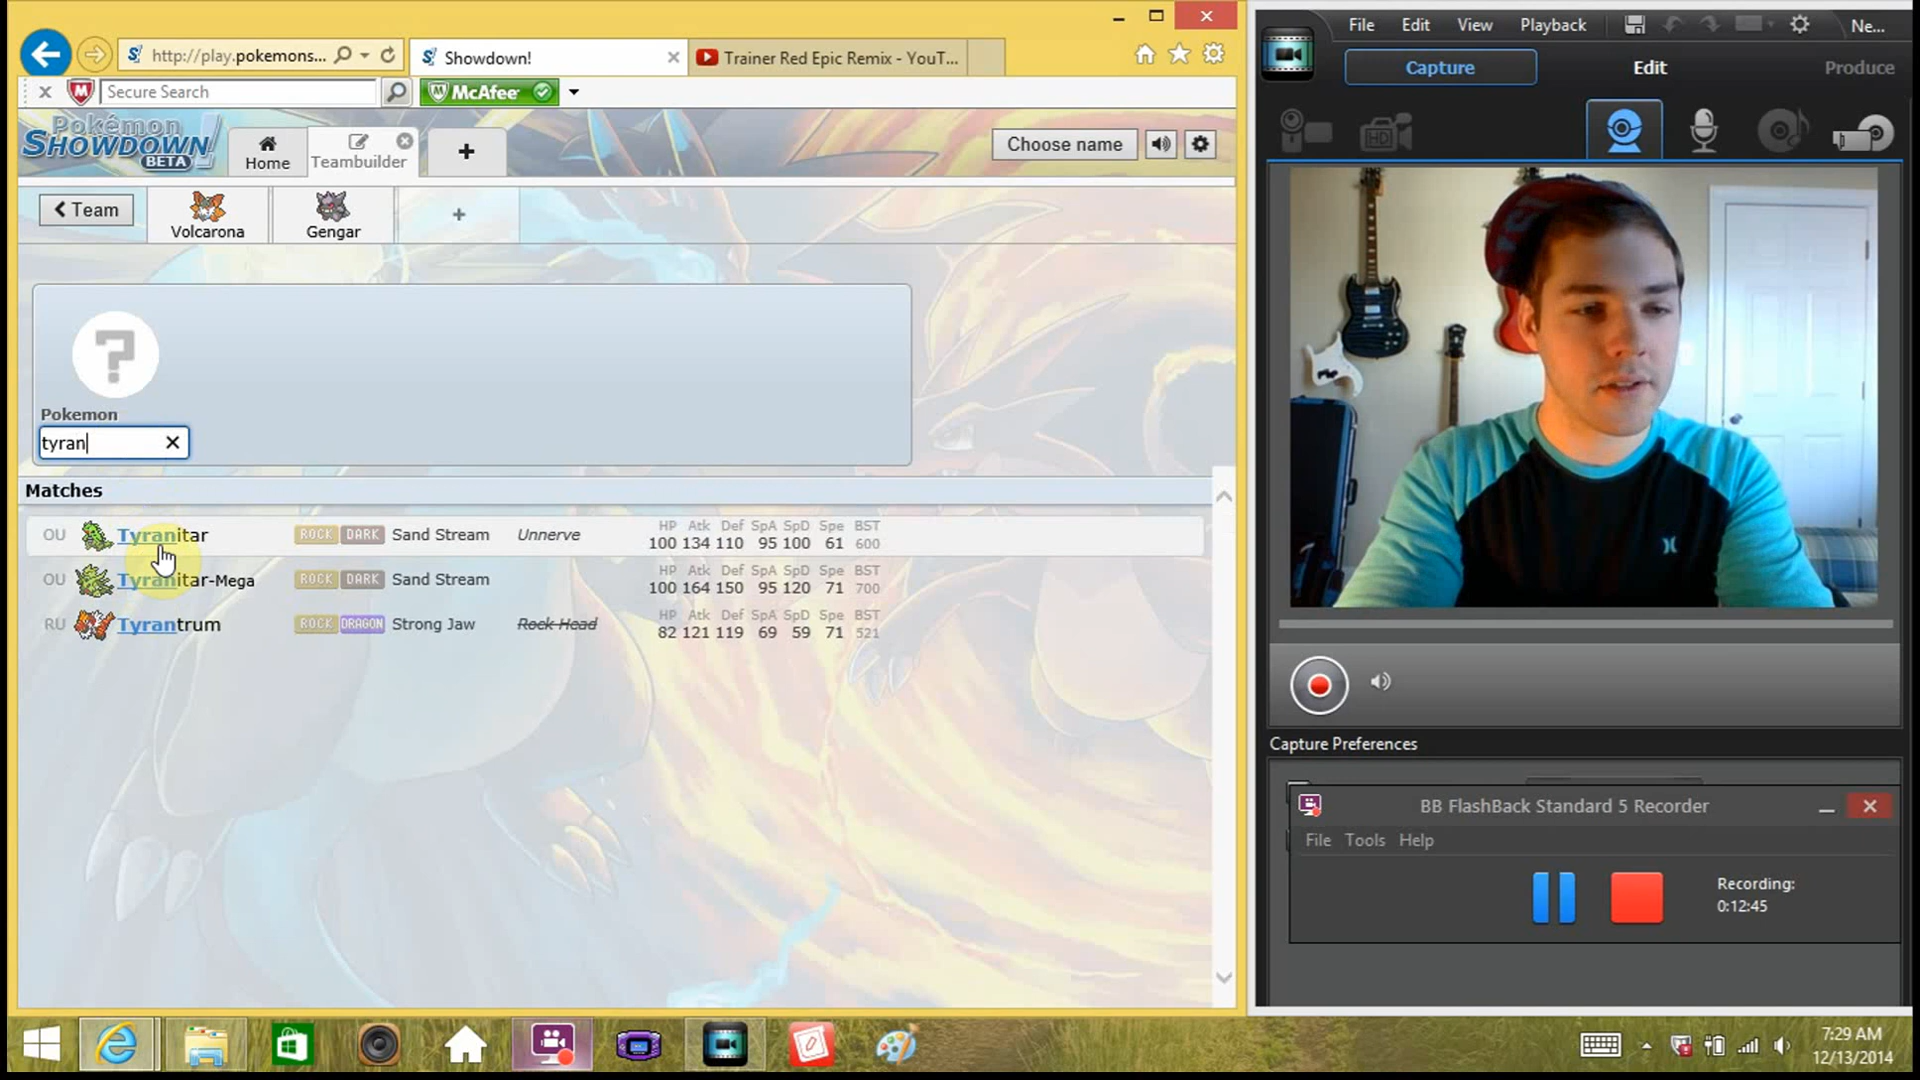 http://play.pokemons...
Showdown!
Trainer Red Epic Remix - YouT...
Secure Search
McAfee
Pokémon
SHOWDOWN!
BETA
Home
Teambuilder
+
Choose name
< Team
Volcarona
Gengar
+
?
Pokemon
tyran
Matches
OU Tyranitar ROCK DARK Sand Stream Unnerve HP Atk Def SpA SpD Spe BST
100 134 110 95 100 61 600
OU Tyranitar-Mega ROCK DARK Sand Stream HP Atk Def SpA SpD Spe BST
100 164 150 95 120 71 700
RU Tyrantrum ROCK DRAGON Strong Jaw Rock Head HP Atk Def SpA SpD Spe BST
82 121 119 69 59 71 521
File Edit View Playback Ne...
Capture Edit Produce
HD
Capture Preferences
BB FlashBack Standard 5 Recorder
File Tools Help
Recording:
0:12:45
7:29 AM
12/13/2014